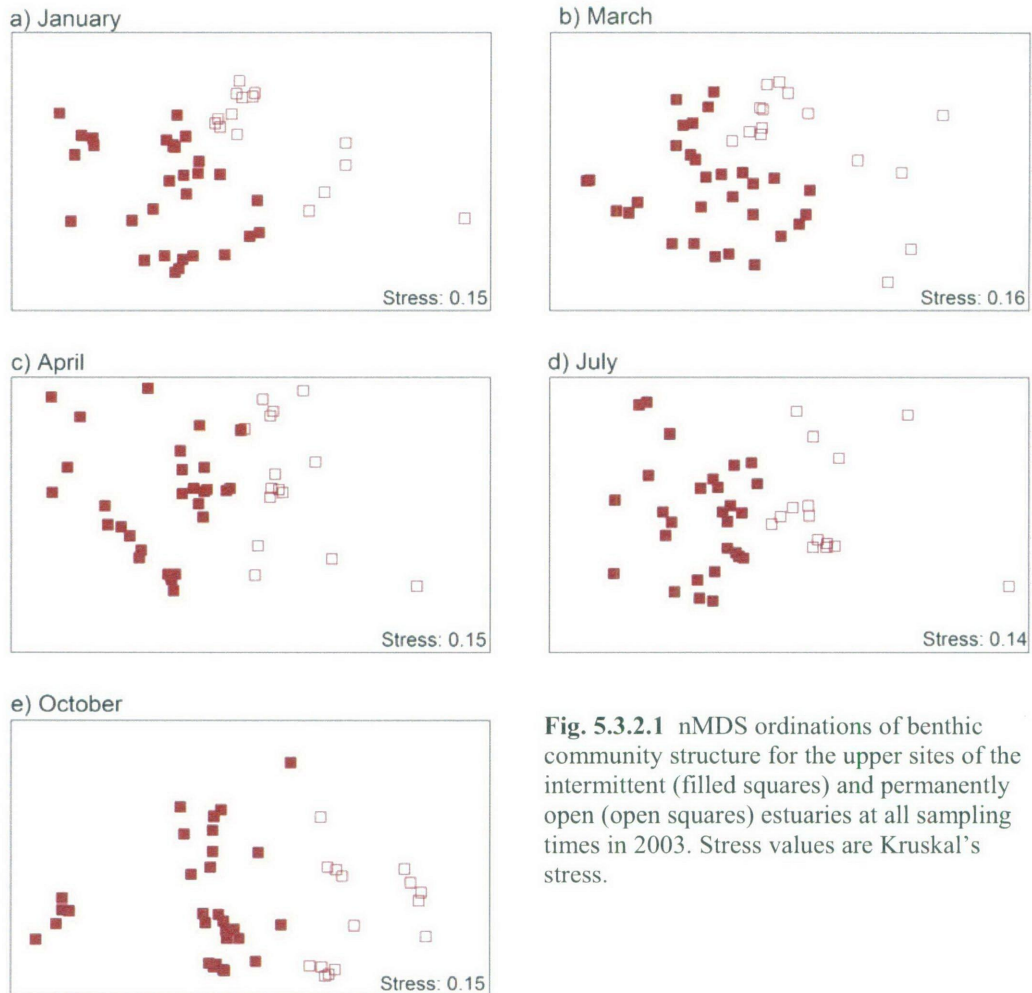 a) January
Stress: 0.15
b) March
Stress: 0.16
c) April
Stress: 0.15
d) July
Stress: 0.14
e) October
Stress: 0.15
Fig. 5.3.2.1 nMDS ordinations of benthic
community structure for the upper sites of the
intermittent (filled squares) and permanently
open (open squares) estuaries at all sampling
times in 2003. Stress values are Kruskal's
stress.